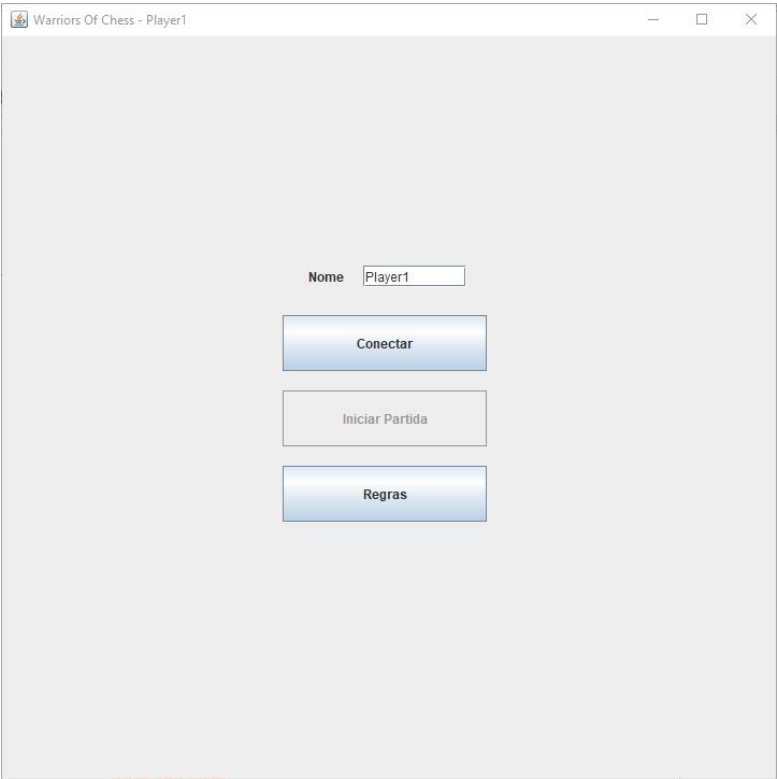 Warriors Of Chess - Player1
Nome Player1
Conectar
Iniciar Partida
Regras